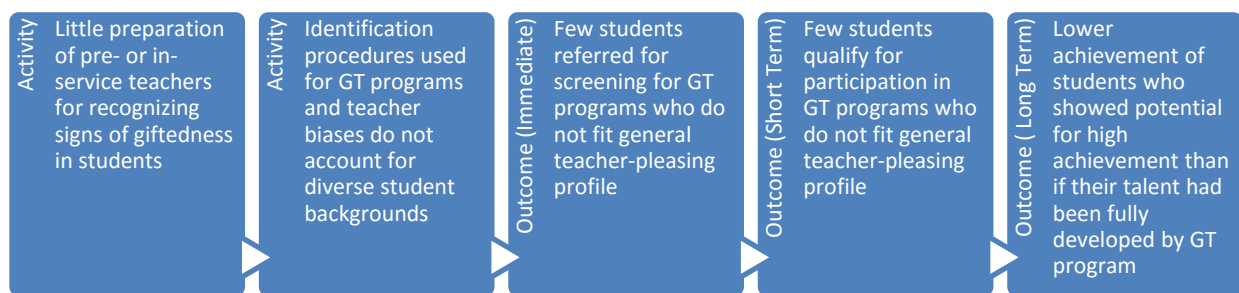 Activity
Little preparation
of pre- or in-
service teachers
for recognizing
signs of giftedness
in students
Activity
Identification
procedures used
for GT programs
and teacher
biases do not
account for
diverse student
backgrounds
Outcome (Immediate)
Few students
referred for
screening for GT
programs who do
not fit general
teacher-pleasing
profile
Outcome (Short Term)
Few students
qualify for
participation in
GT programs who
do not fit general
teacher-pleasing
profile
Outcome ( Long Term)
Lower
achievement of
students who
showed potential
for high
achievement than
if their talent had
been fully
developed by GT
program